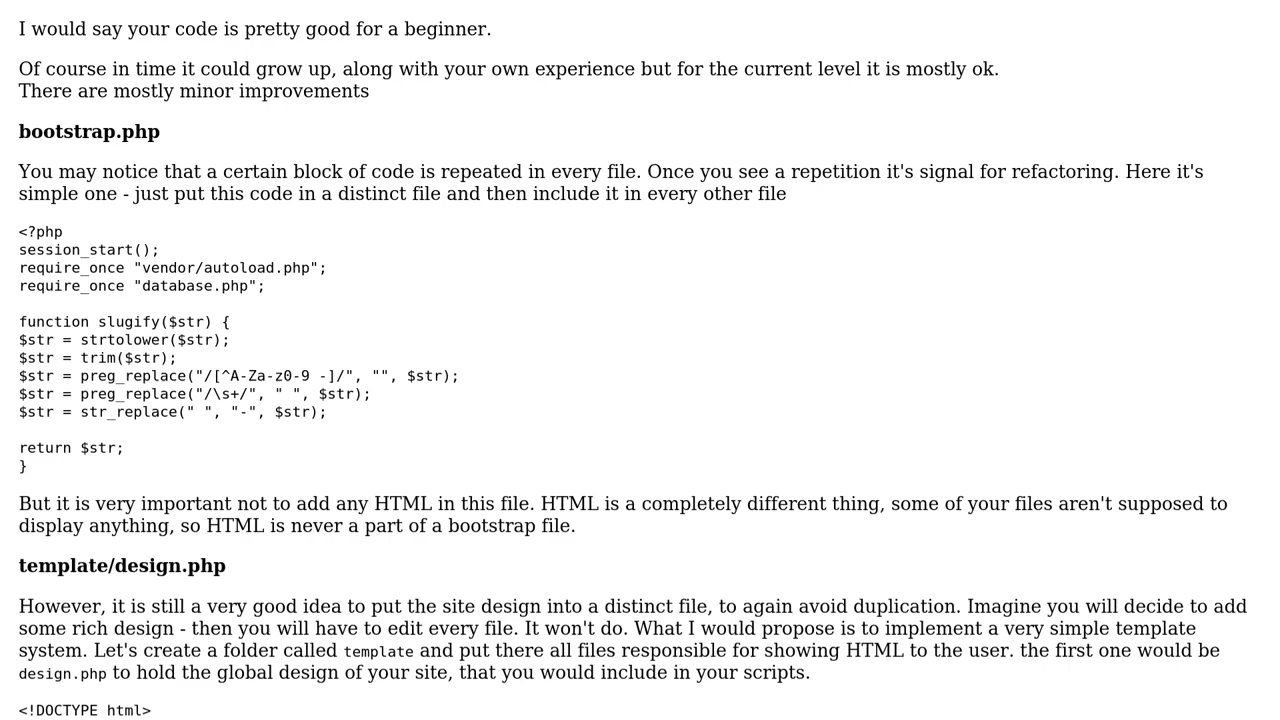 I would say your code is pretty good for a beginner.
Of course in time it could grow up, along with your own experience but for the current level it is mostly ok.
There are mostly minor improvements
bootstrap.php
You may notice that a certain block of code is repeated in every file. Once you see a repetition it's signal for refactoring. Here it's
simple one - just put this code in a distinct file and then include it in every other file
<?php
session_start();
require_once "vendor/autoload.php";
require_once "database.php";
function slugify($str) {
$str = strtolower($str);
$str = trim($str);
$str = preg_replace("/[^A-Za-z0-9 -]/", "", $str);
$str = preg_replace("/\s+/", " ", $str);
$str = str_replace(" ", "-", $str);
return $str;
}
But it is very important not to add any HTML in this file. HTML is a completely different thing, some of your files aren't supposed to
display anything, so HTML is never a part of a bootstrap file.
template/design.php
However, it is still a very good idea to put the site design into a distinct file, to again avoid duplication. Imagine you will decide to add
some rich design - then you will have to edit every file. It won't do. What I would propose is to implement a very simple template
system. Let's create a folder called template and put there all files responsible for showing HTML to the user. the first one would be
design.php to hold the global design of your site, that you would include in your scripts.
<!DOCTYPE html>